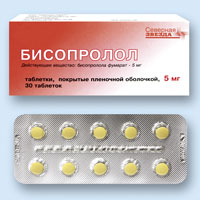 Северная
ЗВЕЗДА
БИСОПРОЛОЛ
Действующее вещество: бисопролола фумарат - 5 мг
таблетки, покрытые пленочной оболочкой, 5 мг
30 таблеток